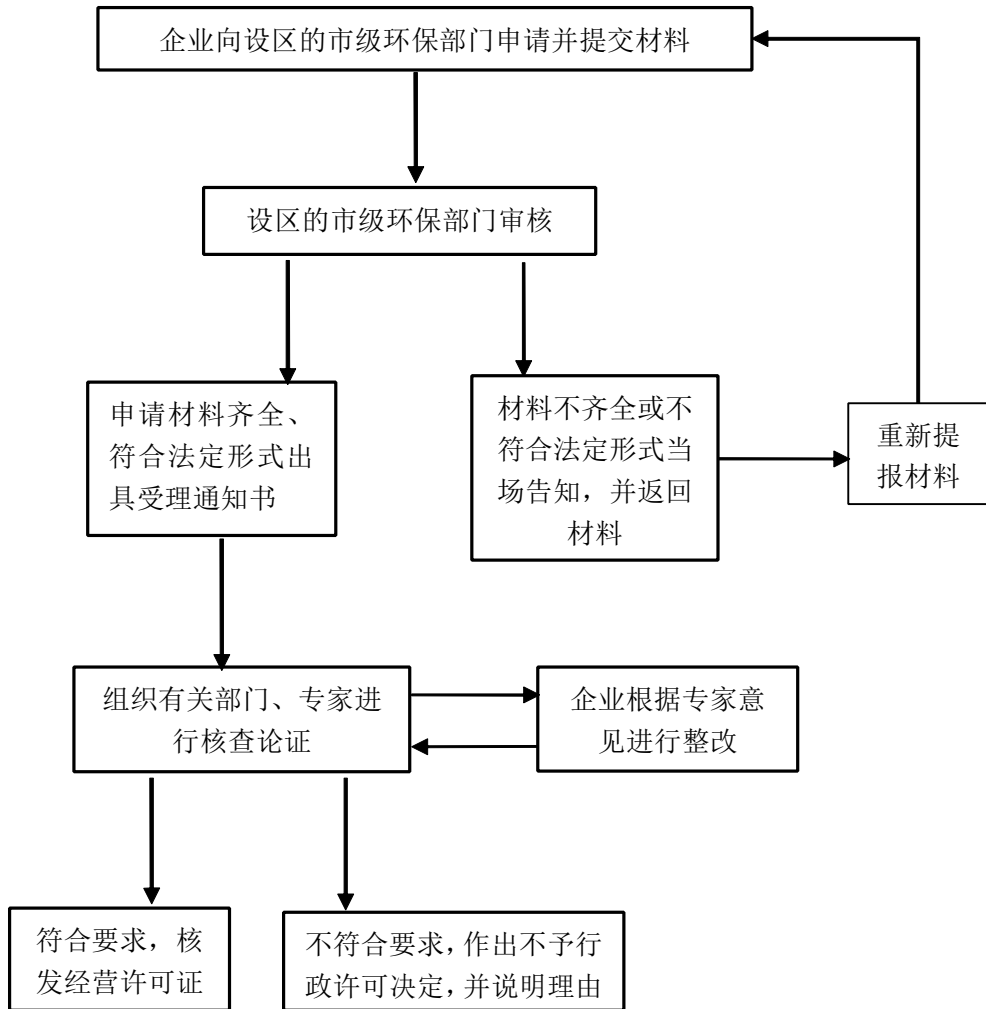 企业向设区的市级环保部门申请并提交材料
设区的市级环保部门审核
申请材料齐全、
符合法定形式出
具受理通知书
材料不齐全或不
符合法定形式当
场告知，并返回
材料
重新提
报材料
组织有关部门、专家进
行核查论证
企业根据专家意
见进行整改
符合要求，核
发经营许可证
不符合要求，作出不予行
政许可决定，并说明理由